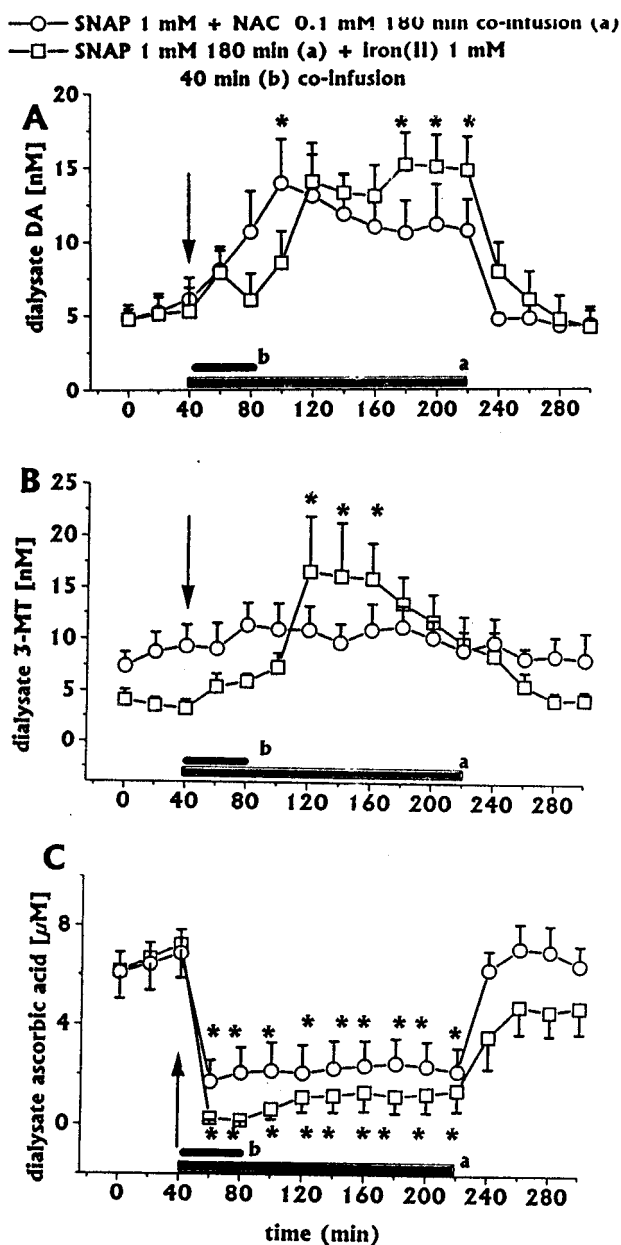 SNAP 1 mM + NAC 0.1 mM 180 min co-infusion (a)
SNAP 1 mM 180 min (a) + iron(II) 1 mM
40 min (b) co-infusion
A
dialysate DA [nM]
20
15
10
5
0
* * * *
b
a
0 40 80 120 160 200 240 280
B
dialysate 3-MT [nM]
25
20
15
10
5
0
* * *
b
a
0 40 80 120 160 200 240 280
C
dialysate ascorbic acid [μM]
8
4
0
* * * * * * * * *
* * * * * * * *
b
a
0 40 80 120 160 200 240 280
time (min)